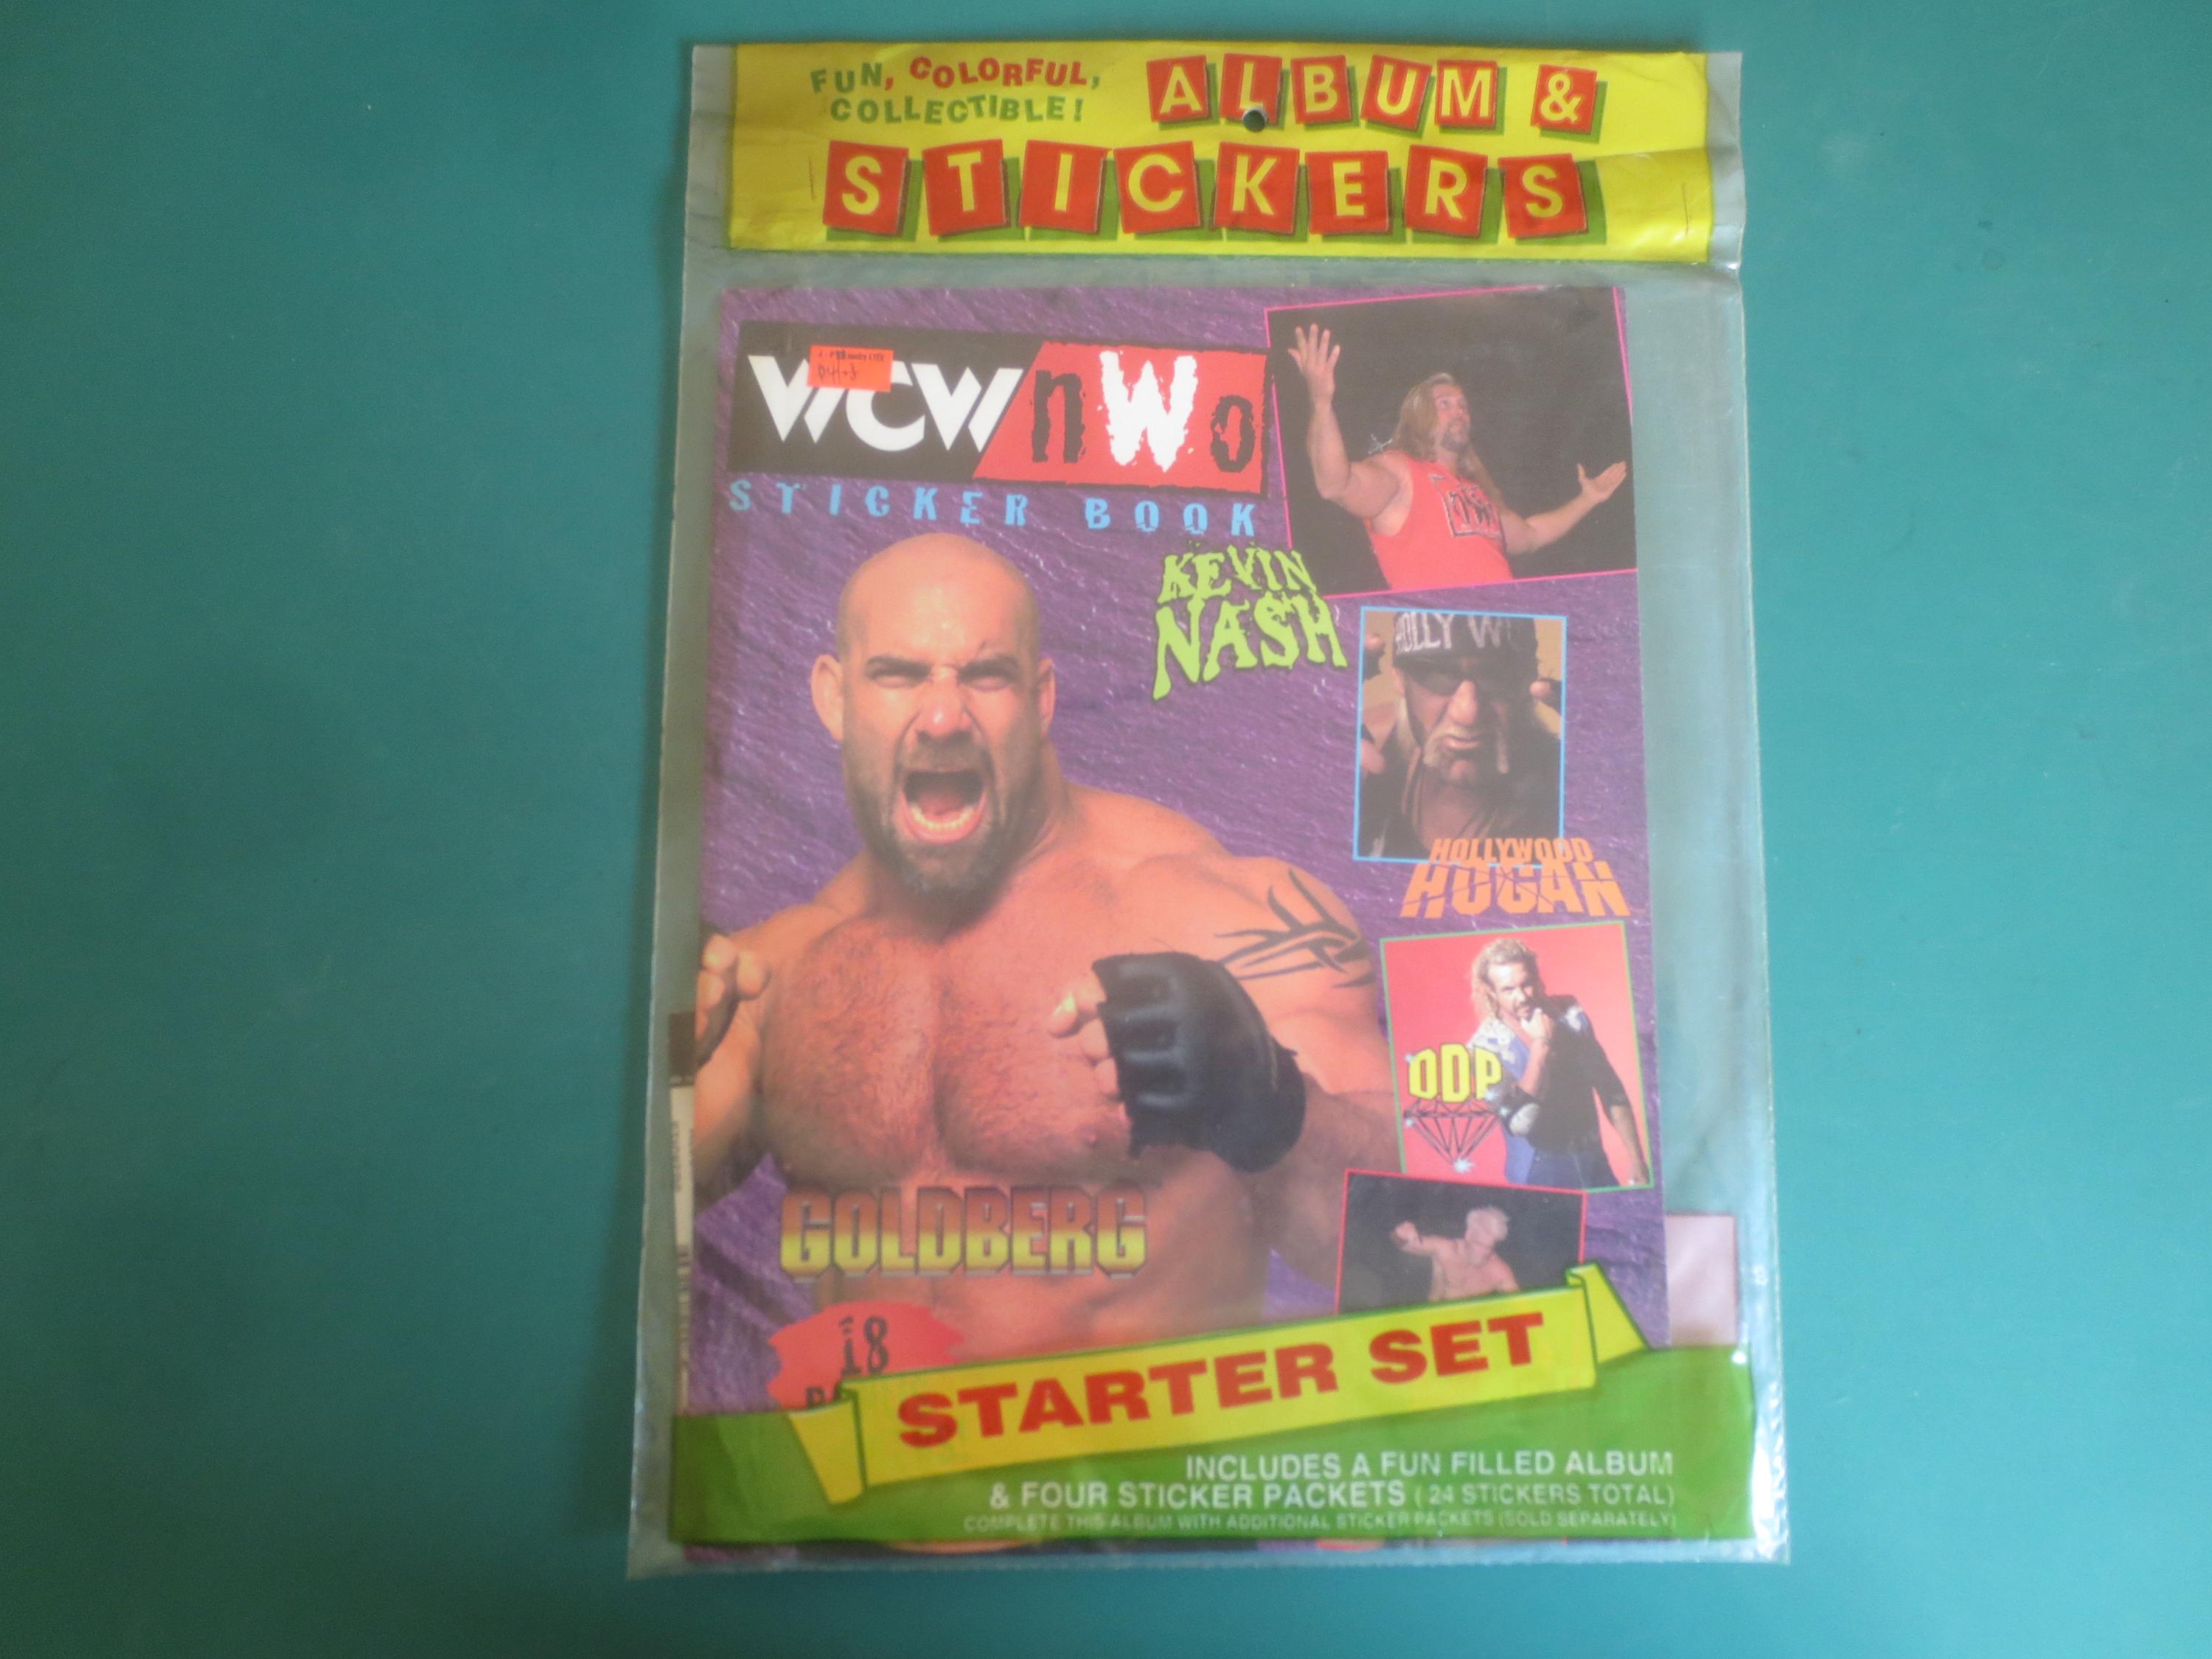 FUN, COLORFUL,
COLLECTIBLE!
ALBUM &
STICKERS
WCW nWo
STICKER BOOK
KEVIN
NASH
HOLLY W
HOLLYWOOD
HOGAN
DDP
GOLDBERG
18
STARTER SET
INCLUDES A FUN FILLED ALBUM
& FOUR STICKER PACKETS ( 24 STICKERS TOTAL)
COMPLETE THIS ALBUM WITH ADDITIONAL STICKER PACKETS (SOLD SEPARATELY)